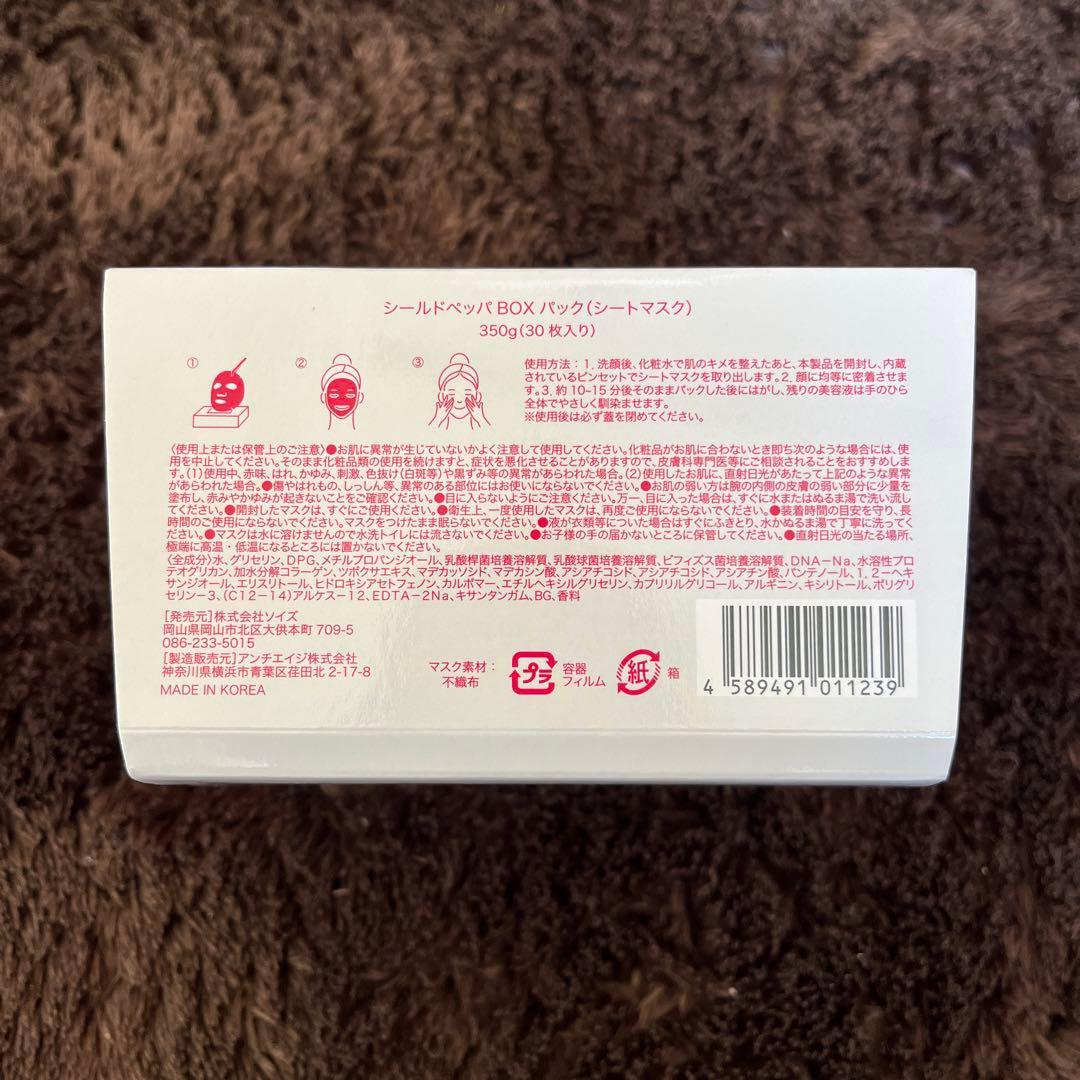 シールドペッパ BOX パック(シートマスク)
350g(30 枚入り)
① ② ③
使用方法：1. 洗顔後、化粧水で肌のキメを整えたあと、本製品を開封し、内蔵
されているピンセットでシートマスクを取り出します。2. 顔に均等に密着させま
す。3. 約10-15 分後そのままパックした後にはがし、残りの美容液は手のひら
全体でやさしく馴染ませます。
※使用後は必ず蓋を閉めてください。
〈使用上または保管上のご注意〉●お肌に異常が生じていないかよく注意して使用してください。化粧品がお肌に合わないとき即ち次のような場合には、使
用を中止してください。そのまま化粧品類の使用を続けますと、症状を悪化させることがありますので、皮膚科専門医等にご相談されることをおすすめしま
す。(1)使用中、赤味、はれ、かゆみ、刺激、色抜け(白斑等)や黒ずみ等の異常があらわれた場合。(2)使用したお肌に、直射日光があたって上記のような異常
があらわれた場合。●傷やはれもの、しっしん等、異常のある部位にはお使いにならないでください。●お肌の弱い方は腕の内側の皮膚の弱い部分に少量を
塗布し、赤みやかゆみが起きないことをご確認ください。●目に入らないようにご注意ください。万一、目に入った場合は、すぐに水またはぬるま湯で洗い流し
てください。●開封したマスクは、すぐにご使用ください。●衛生上、一度使用したマスクは、再度ご使用にならないでください。●装着時間の目安を守り、長
時間のご使用にならないでください。マスクをつけたまま眠らないでください。●液が衣類等についた場合はすぐにふきとり、水かぬるま湯で丁寧に洗ってく
ださい。●マスクは水に溶けませんので水洗トイレには流さないでください。●お子様の手の届かないところに保管してください。●直射日光の当たる場所、
極端に高温・低温になるところには置かないでください。
〈全成分〉水、グリセリン、DPG、メチルプロパンジオール、乳酸桿菌培養溶解質、乳酸球菌培養溶解質、ビフィズス菌培養溶解質、DNA-Na、水溶性プロ
テオグリカン、加水分解コラーゲン、ツボクサエキス、マデカッソシド、マデカシン酸、アシアチコシド、アシアチコシド、アシアチン酸、パンテノール、1，2-ヘキ
サンジオール、エリスリトール、ヒドロキシアセトフェノン、カルボマー、エチルヘキシルグリセリン、カプリリルグリコール、アルギニン、キシリトール、ポリグリ
セリン-3、(C12-14)アルケス-12、EDTA-2Na、キサンタンガム、BG、香料
[発売元]株式会社ソイズ
岡山県岡山市北区大供本町 709-5
086-233-5015
[製造販売元]アンチエイジ株式会社
神奈川県横浜市青葉区荏田北 2-17-8
MADE IN KOREA
マスク素材：
不織布
プラ
容器
フィルム
紙
箱
4 589491 011239